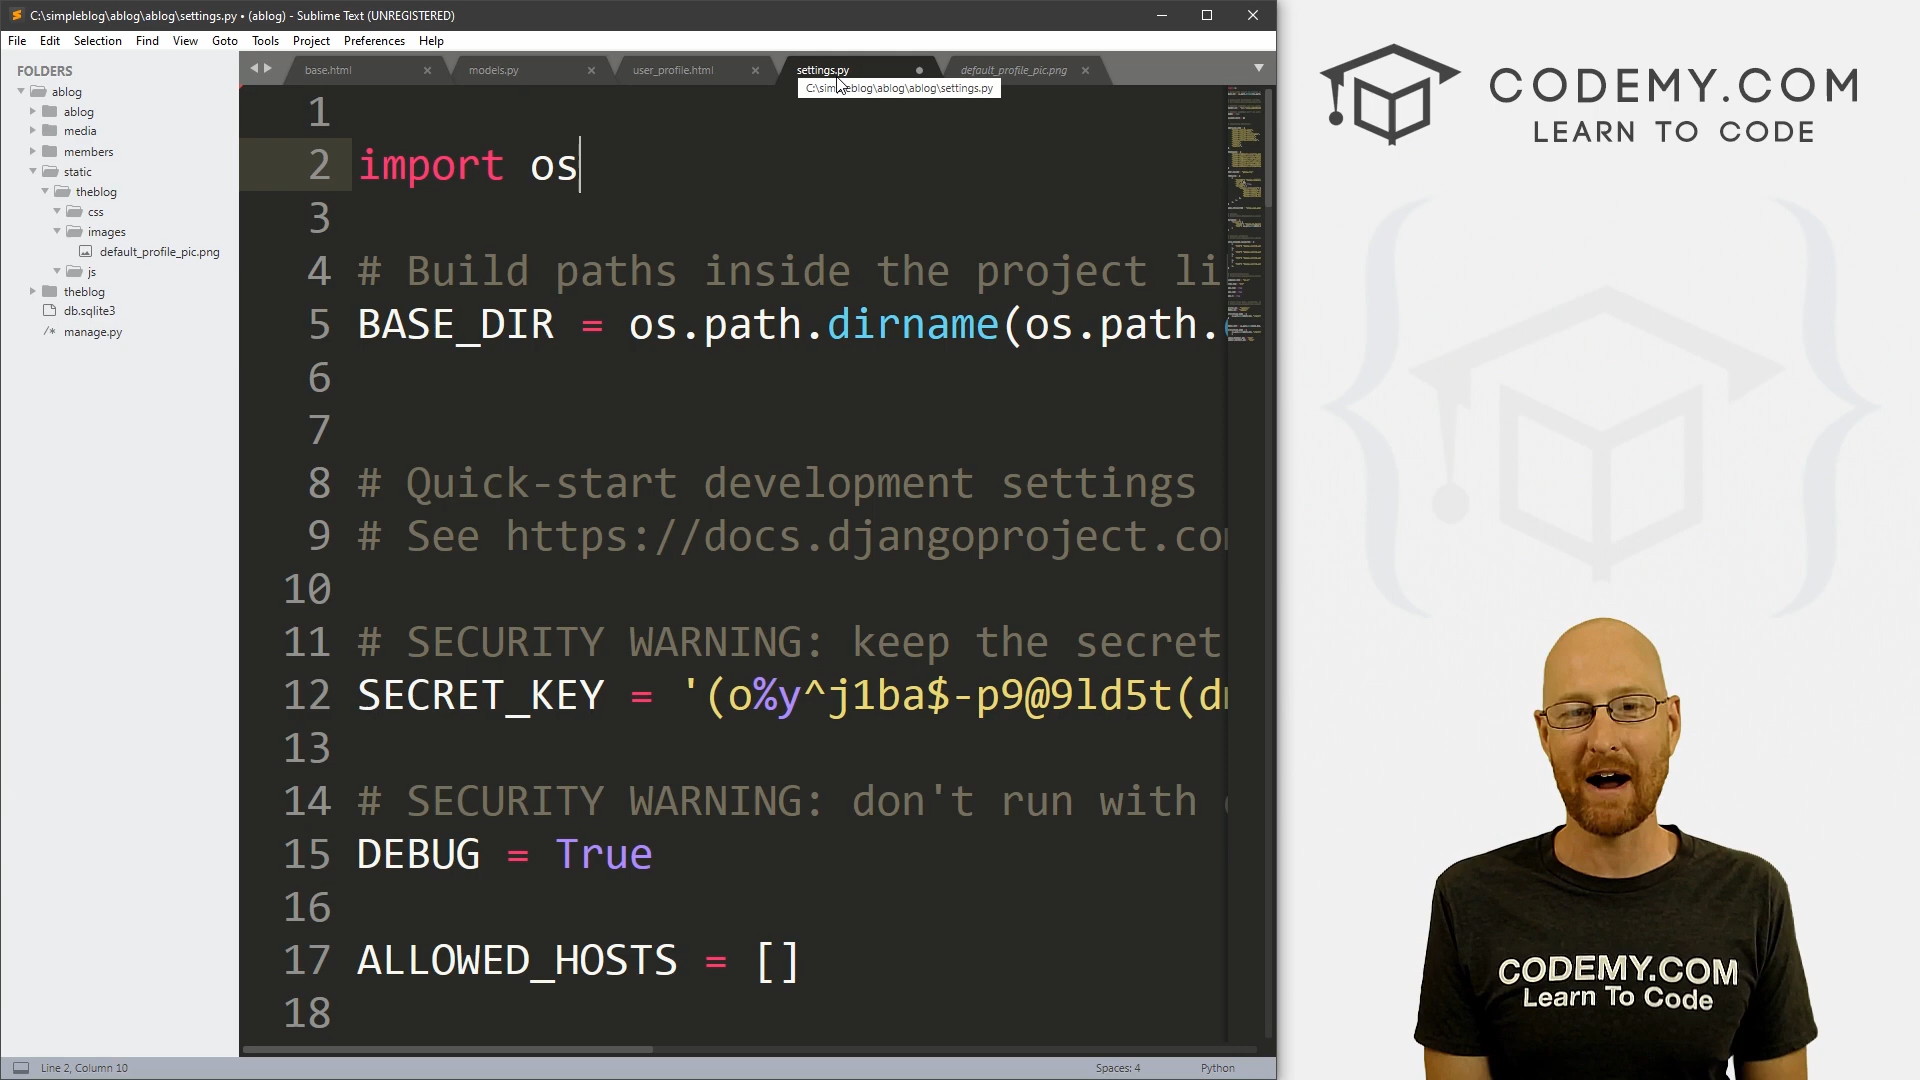 C:\simpleblog\ablog\ablog\settings.py • (ablog) - Sublime Text (UNREGISTERED)
File Edit Selection Find View Goto Tools Project Preferences Help
FOLDERS
ablog
ablog
media
members
static
theblog
css
images
default_profile_pic.png
js
theblog
db.sqlite3
manage.py
base.html
models.py
user_profile.html
settings.py
default_profile_pic.png
C:\simpleblog\ablog\ablog\settings.py
1
2 import os
3
4 # Build paths inside the project li
5 BASE_DIR = os.path.dirname(os.path.
6
7
8 # Quick-start development settings
9 # See https://docs.djangoproject.co
10
11 # SECURITY WARNING: keep the secret
12 SECRET_KEY = '(o%y^j1ba$-p9@9ld5t(d
13
14 # SECURITY WARNING: don't run with
15 DEBUG = True
16
17 ALLOWED_HOSTS = []
18
Line 2, Column 10
Spaces: 4
Python
CODEMY.COM
LEARN TO CODE
CODEMY.COM
Learn To Code